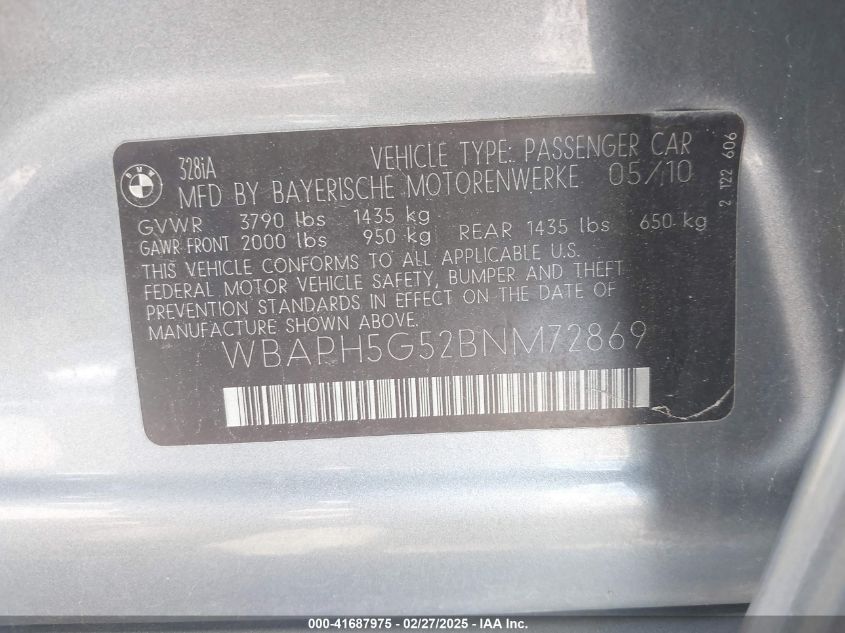 BMW
328iA
VEHICLE TYPE: PASSENGER CAR
MFD BY BAYERISCHE MOTORENWERKE 05/10
GVWR 3790 lbs 1435 kg
GAWR FRONT 2000 lbs 950 kg REAR 1435 lbs 650 kg
THIS VEHICLE CONFORMS TO ALL APPLICABLE U.S.
FEDERAL MOTOR VEHICLE SAFETY, BUMPER AND THEFT
PREVENTION STANDARDS IN EFFECT ON THE DATE OF
MANUFACTURE SHOWN ABOVE.
WBAPH5G52BNM72869
2 122 606
000-41687975 - 02/27/2025 - IAA Inc.